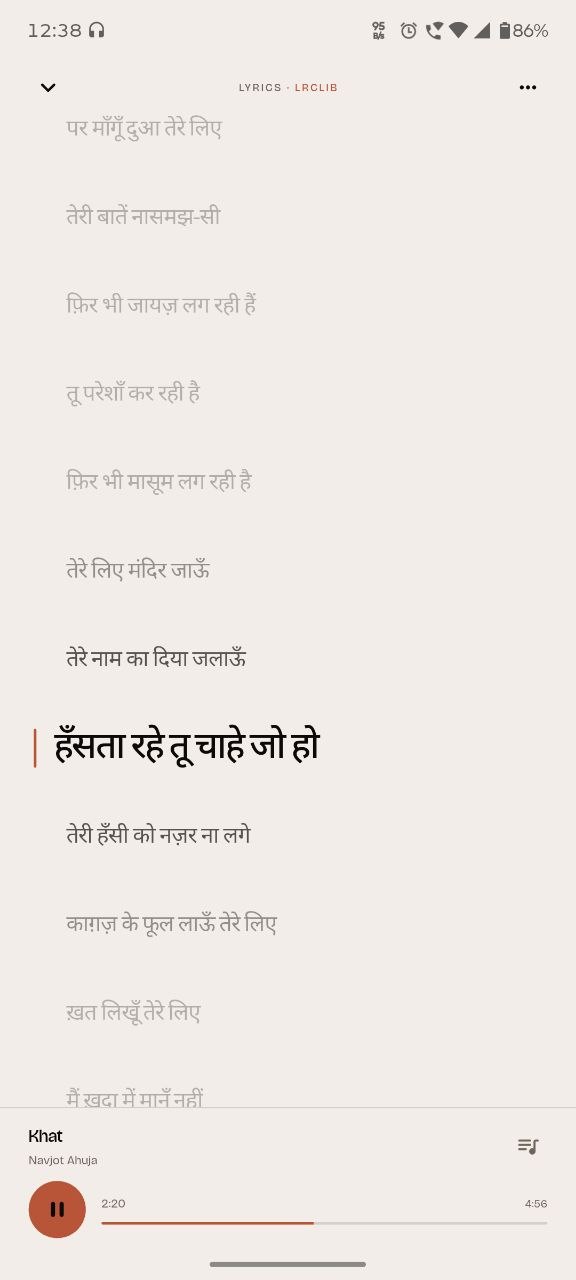 12:38
95 B/s
86%
LYRICS · LRCLIB
पर माँगूँ दुआ तेरे लिए
तेरी बातें नासमझ-सी
फ़िर भी जायज़ लग रही हैं
तू परेशाँ कर रही है
फ़िर भी मासूम लग रही है
तेरे लिए मंदिर जाऊँ
तेरे नाम का दिया जलाऊँ
हँसता रहे तू चाहे जो हो
तेरी हँसी को नज़र ना लगे
काग़ज़ के फूल लाऊँ तेरे लिए
ख़त लिखूँ तेरे लिए
मैं ख़ुदा में मानूँ नहीं
Khat
Navjot Ahuja
2:20
4:56